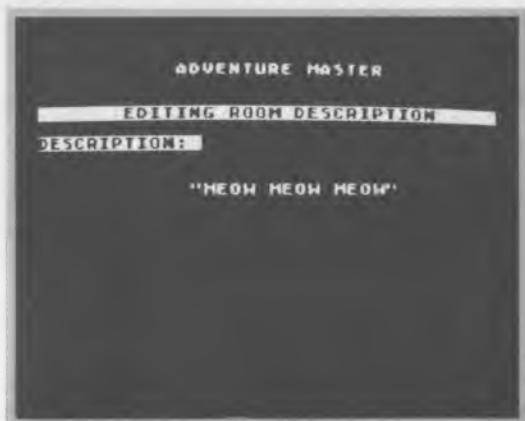 ADVENTURE MASTER
EDITING ROOM DESCRIPTION
DESCRIPTION:
"MEOW MEOW MEOW"